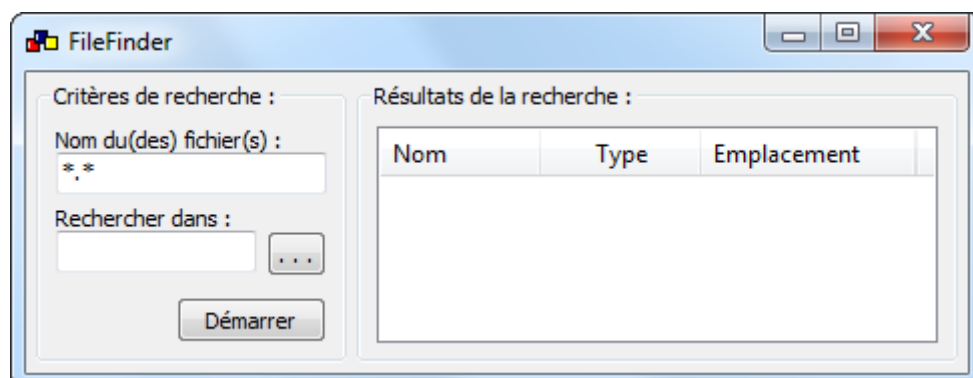 FileFinder
Critères de recherche :
Nom du(des) fichier(s) :
*.*
Rechercher dans :
...
Démarrer
Résultats de la recherche :
Nom Type Emplacement